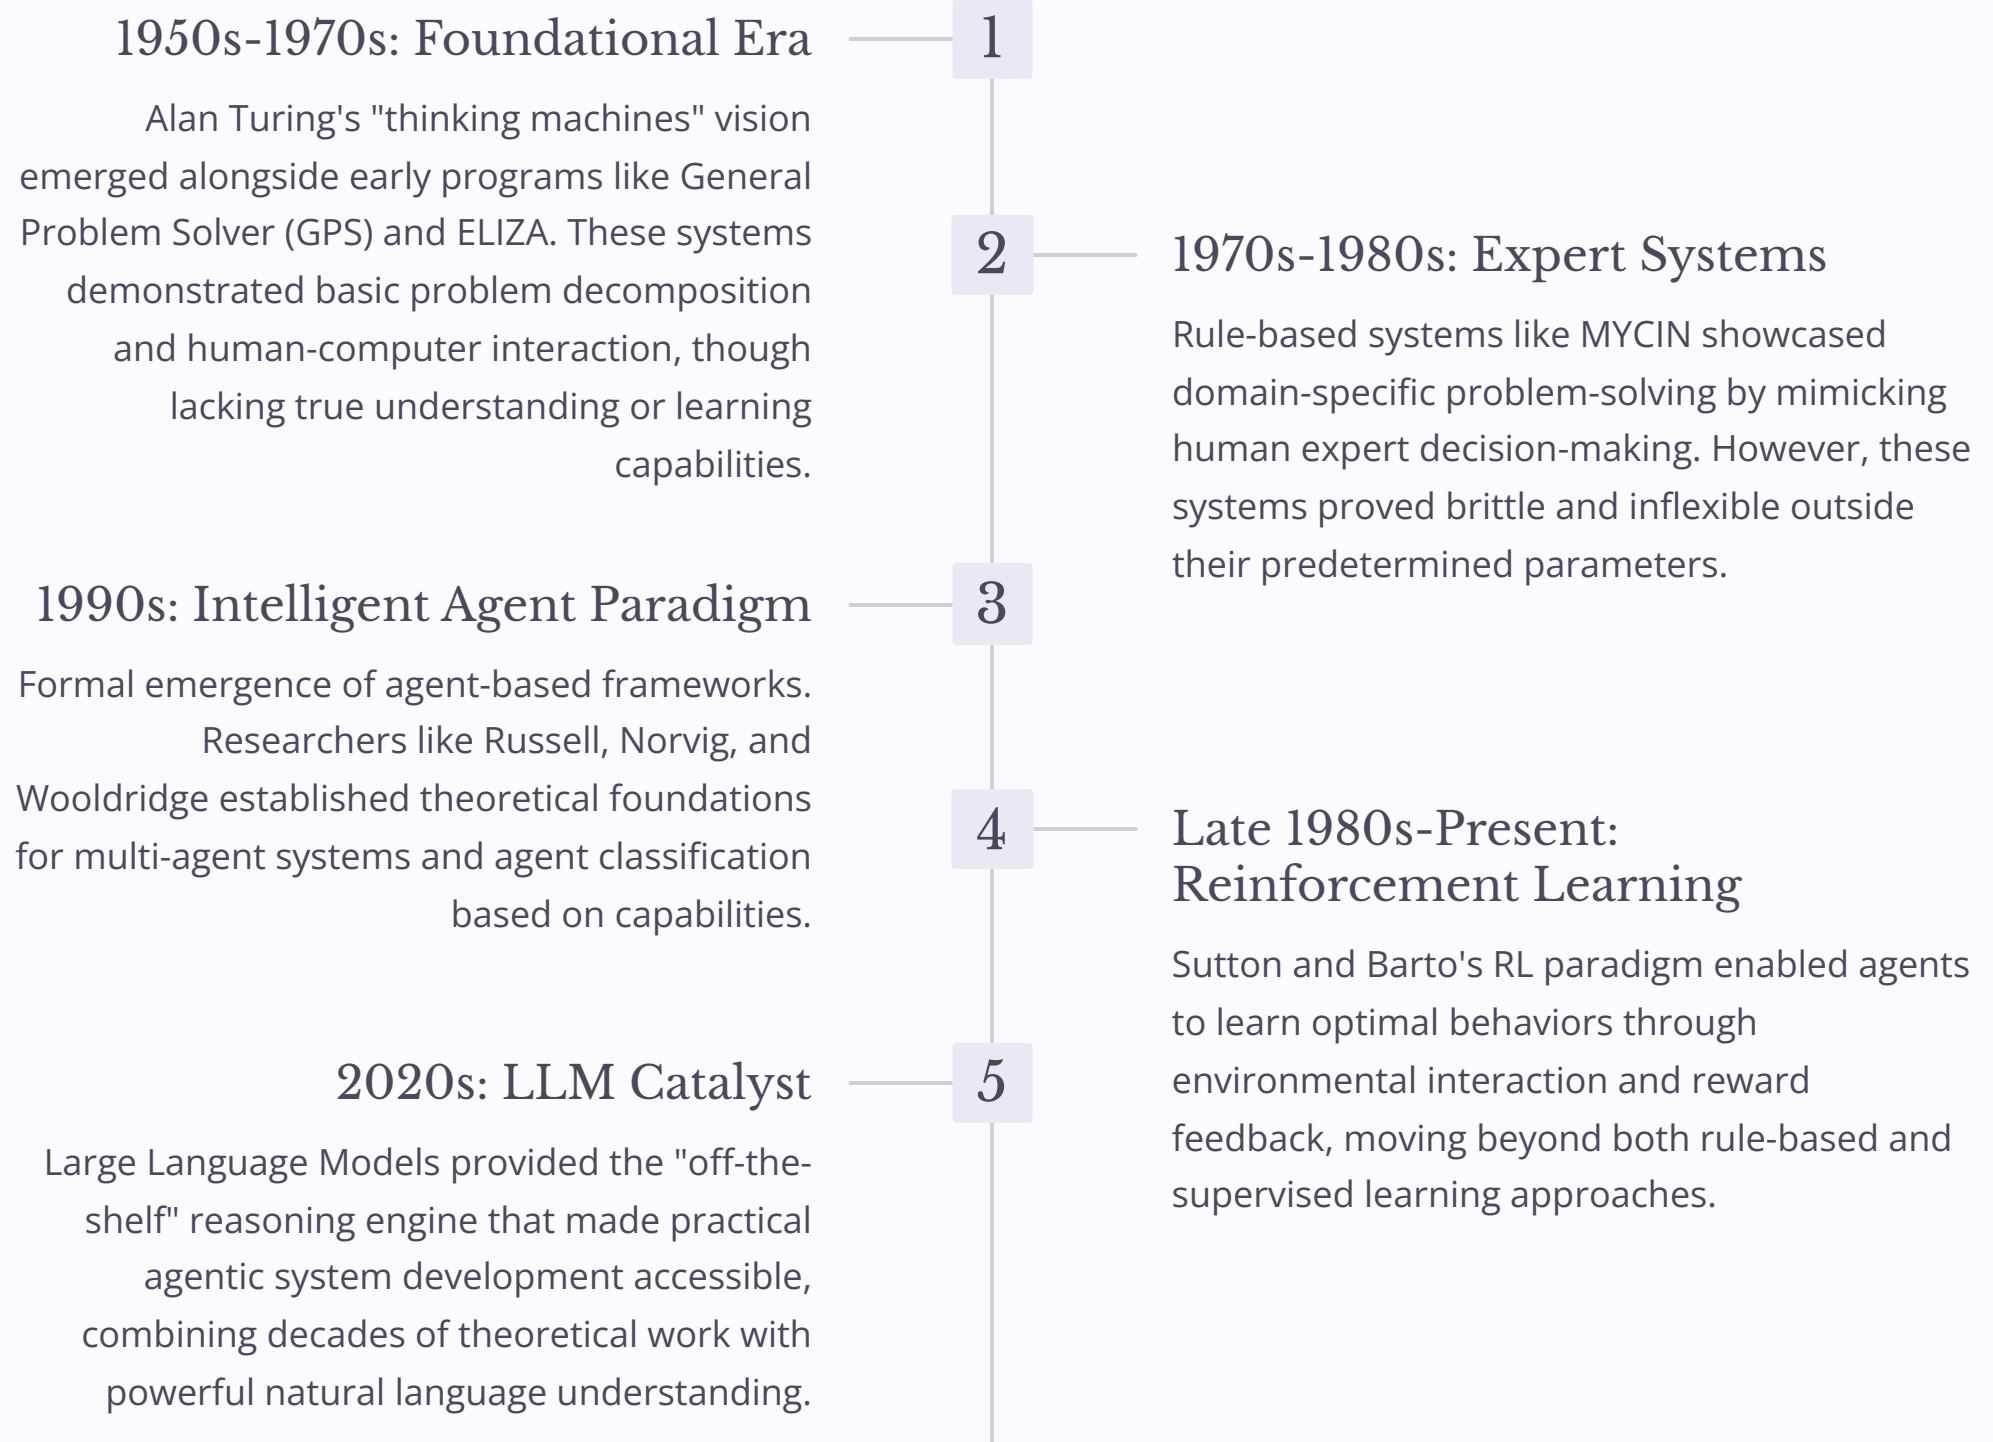 1950s-1970s: Foundational Era
1
Alan Turing's "thinking machines" vision
emerged alongside early programs like General
Problem Solver (GPS) and ELIZA. These systems
demonstrated basic problem decomposition
and human-computer interaction, though
lacking true understanding or learning
capabilities.
2
1970s-1980s: Expert Systems
Rule-based systems like MYCIN showcased
domain-specific problem-solving by mimicking
human expert decision-making. However, these
systems proved brittle and inflexible outside
their predetermined parameters.
1990s: Intelligent Agent Paradigm
3
Formal emergence of agent-based frameworks.
Researchers like Russell, Norvig, and
Wooldridge established theoretical foundations
for multi-agent systems and agent classification
based on capabilities.
4
Late 1980s-Present:
Reinforcement Learning
Sutton and Barto's RL paradigm enabled agents
to learn optimal behaviors through
environmental interaction and reward
feedback, moving beyond both rule-based and
supervised learning approaches.
2020s: LLM Catalyst
5
Large Language Models provided the "off-the-
shelf" reasoning engine that made practical
agentic system development accessible,
combining decades of theoretical work with
powerful natural language understanding.